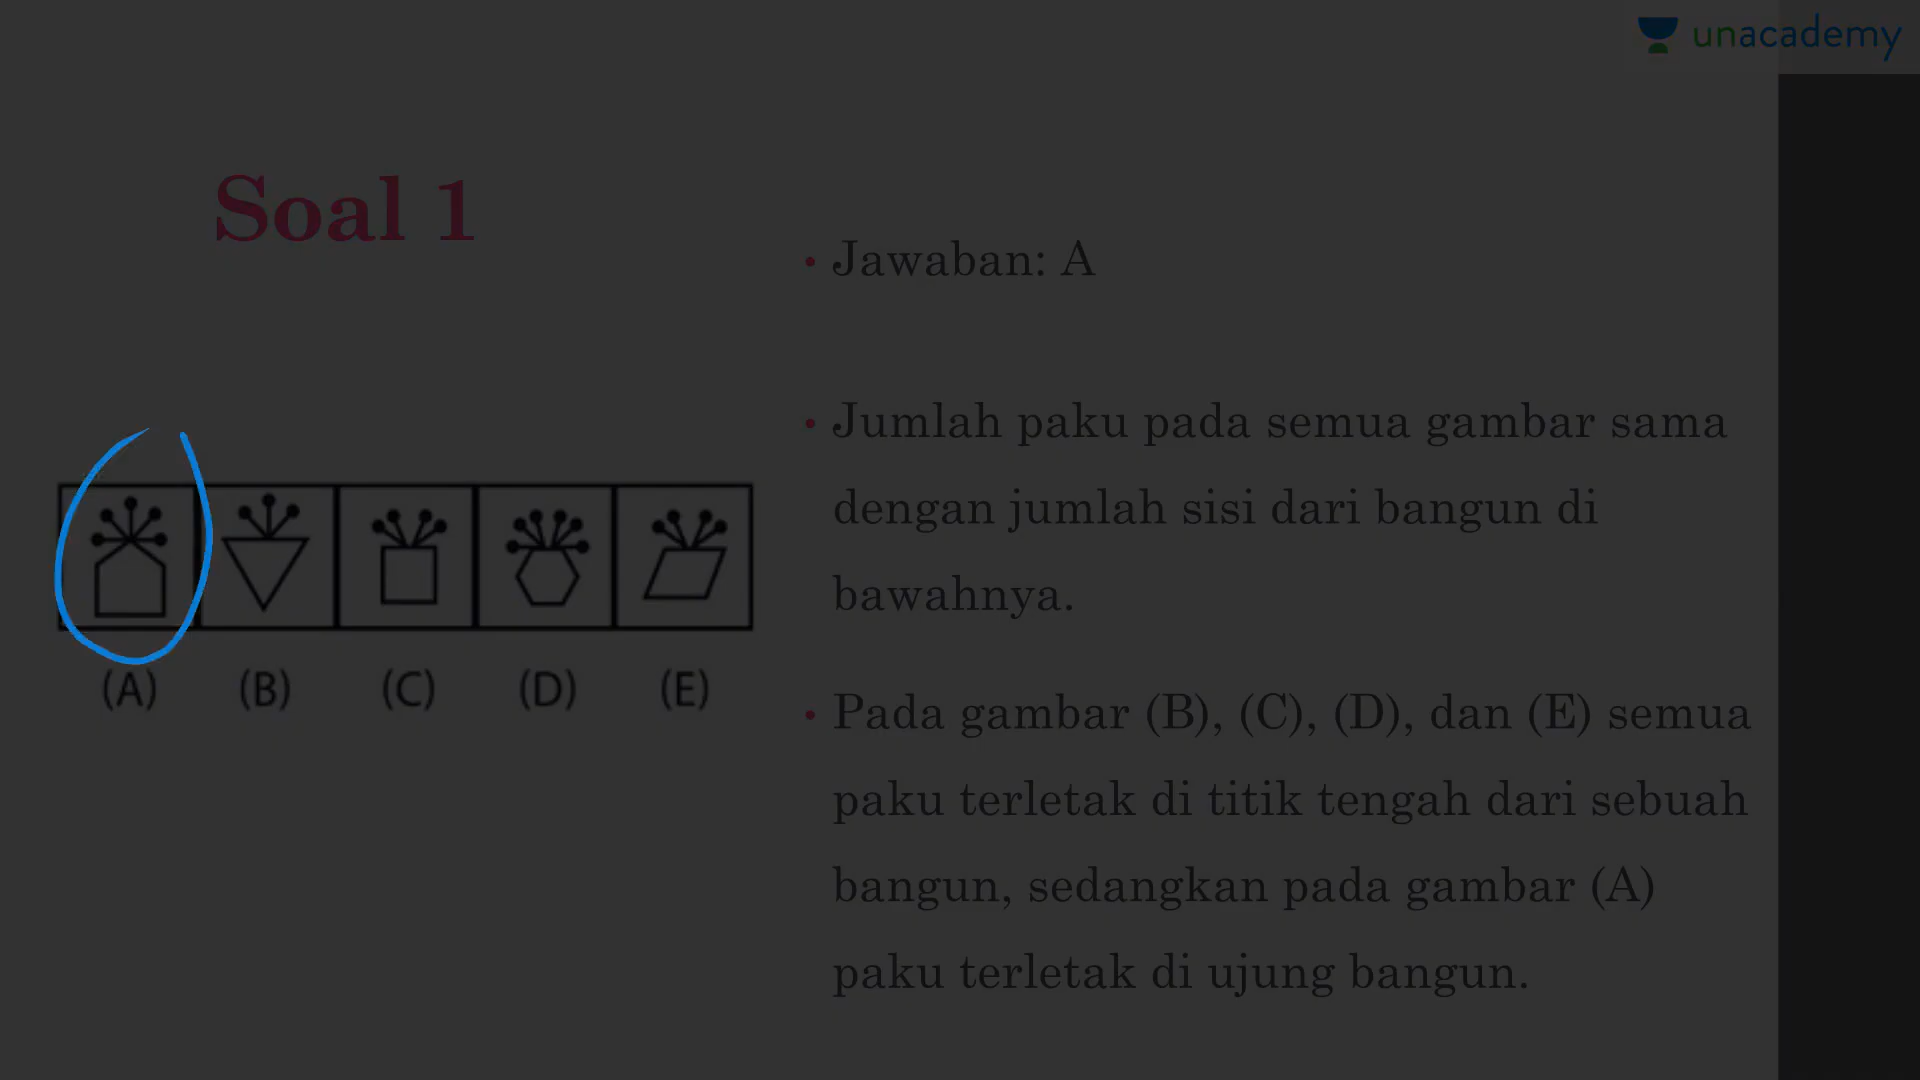 unacademy
Soal 1
• Jawaban: A
• Jumlah paku pada semua gambar sama
dengan jumlah sisi dari bangun di
bawahnya.
(A) (B) (C) (D) (E)
• Pada gambar (B), (C), (D), dan (E) semua
paku terletak di titik tengah dari sebuah
bangun, sedangkan pada gambar (A)
paku terletak di ujung bangun.